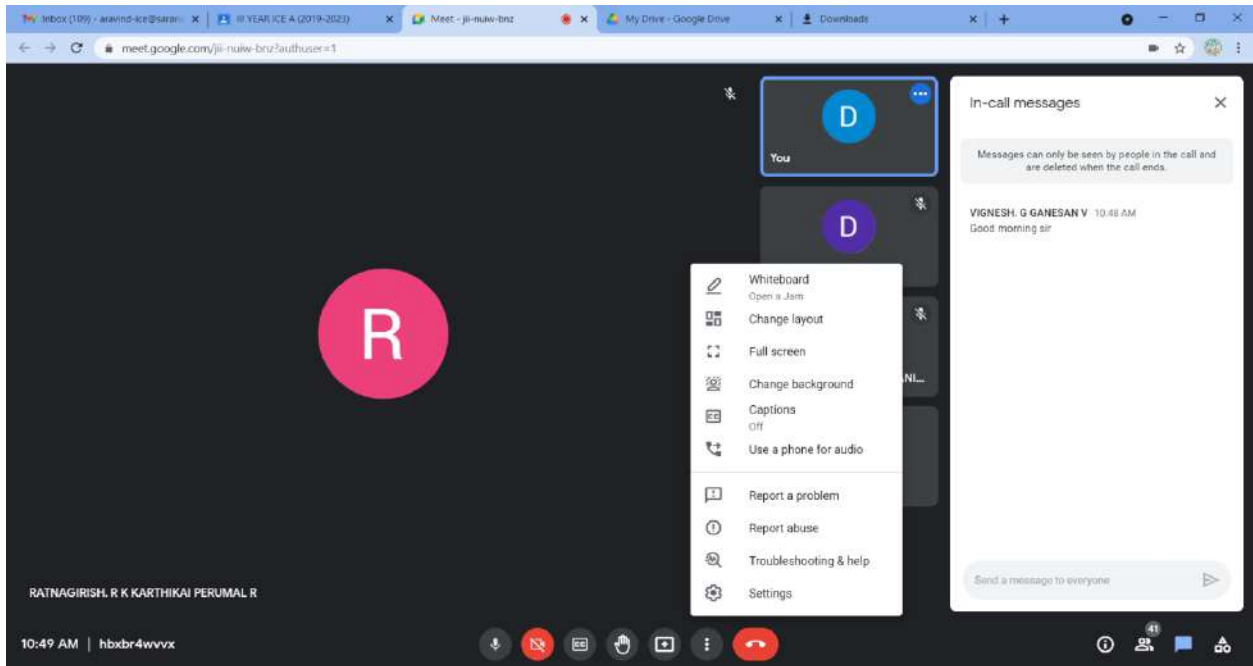 Inbox (109) - aravind-ice@saran
III YEAR ICE A (2019-2023)
Meet - jii-nuiw-bnz
My Drive - Google Drive
Downloads
meet.google.com/jii-nuiw-bnz?authuser=1
D
You
D
R
NI...
RATNAGIRISH. R K KARTHIKAI PERUMAL R
Whiteboard
Open a Jam
Change layout
Full screen
Change background
Captions
Off
Use a phone for audio
Report a problem
Report abuse
Troubleshooting & help
Settings
In-call messages
Messages can only be seen by people in the call and
are deleted when the call ends.
VIGNESH. G GANESAN V 10:48 AM
Good morning sir
Send a message to everyone
10:49 AM | hbxbr4wvvx
41